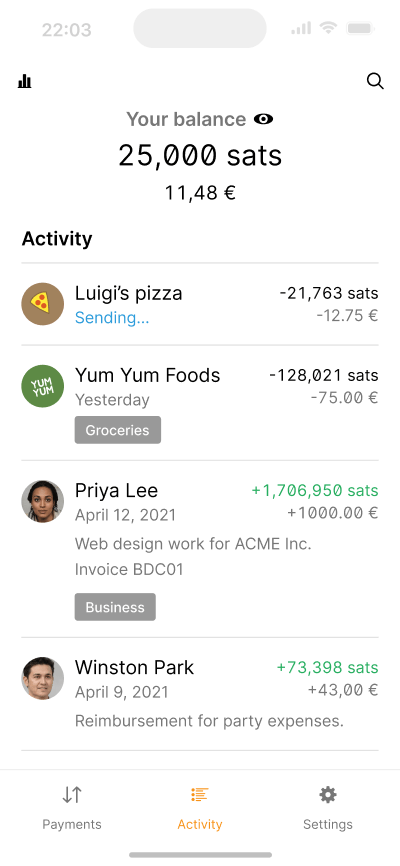 22:03
Your balance
25,000 sats
11,48 €
Activity
Luigi’s pizza
-21,763 sats
Sending...
-12.75 €
YUM
YUM
Yum Yum Foods
-128,021 sats
Yesterday
-75.00 €
Groceries
Priya Lee
+1,706,950 sats
April 12, 2021
+1000.00 €
Web design work for ACME Inc.
Invoice BDC01
Business
Winston Park
+73,398 sats
April 9, 2021
+43,00 €
Reimbursement for party expenses.
Payments
Activity
Settings